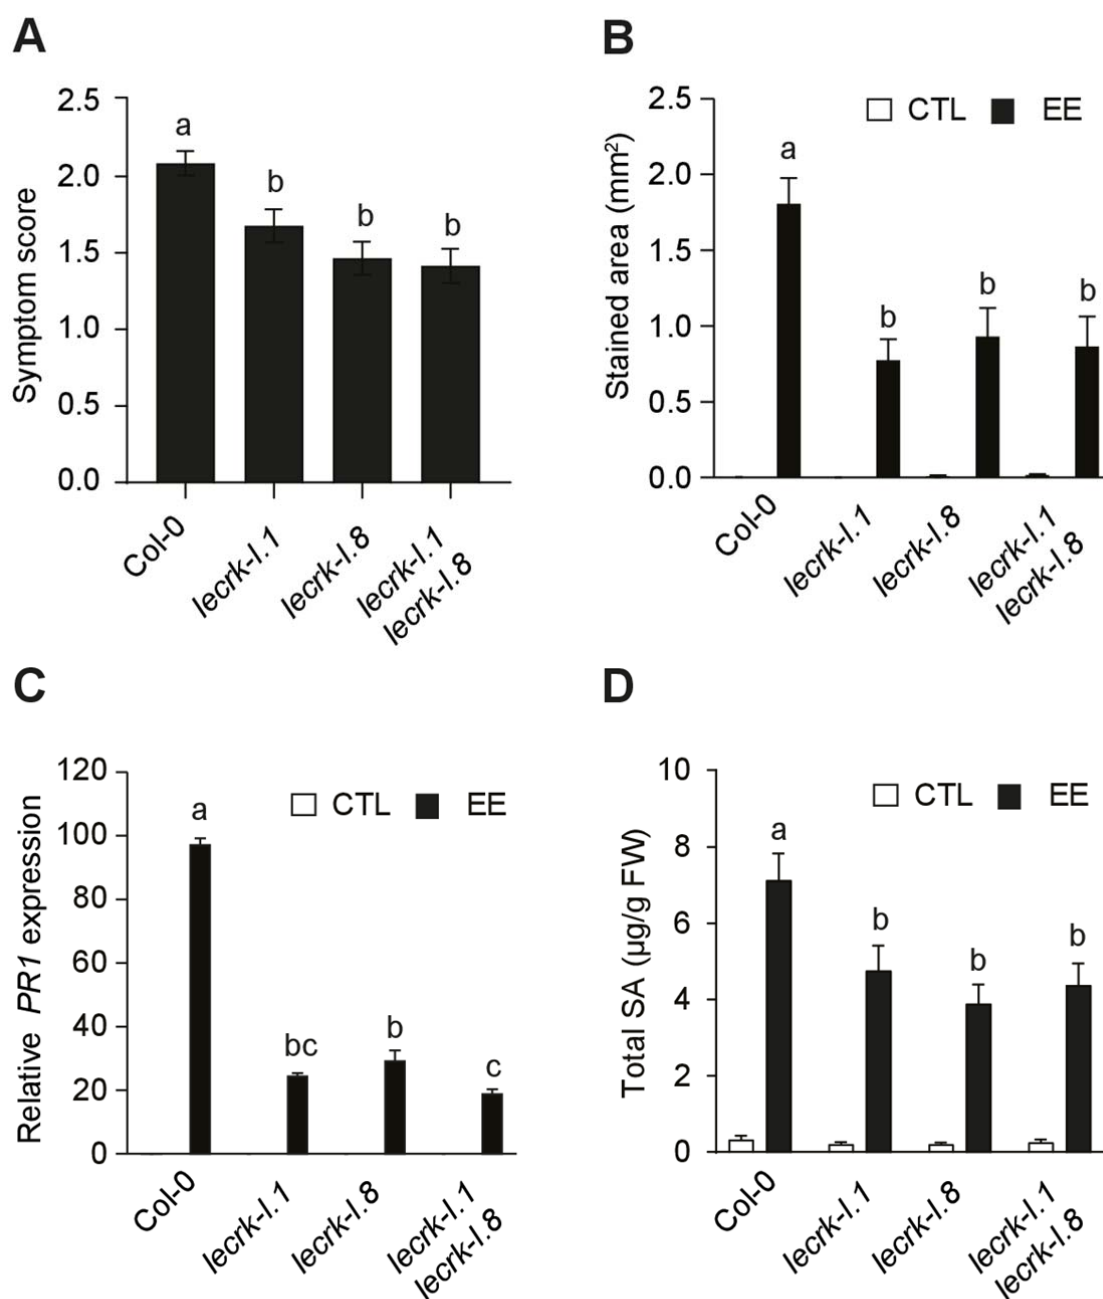 A
Symptom score
2.5
2.0
1.5
1.0
0.5
0.0
a
b
b
b
Col-0
lecrk-I.1
lecrk-I.8
lecrk-I.1
lecrk-I.8
B
Stained area (mm²)
2.5
2.0
1.5
1.0
0.5
0.0
CTL EE
a
b
b
b
Col-0
lecrk-I.1
lecrk-I.8
lecrk-I.1
lecrk-I.8
C
Relative PR1 expression
120
100
80
60
40
20
0
CTL EE
a
bc
b
c
Col-0
lecrk-I.1
lecrk-I.8
lecrk-I.1
lecrk-I.8
D
Total SA (µg/g FW)
10
8
6
4
2
0
CTL EE
a
b
b
b
Col-0
lecrk-I.1
lecrk-I.8
lecrk-I.1
lecrk-I.8